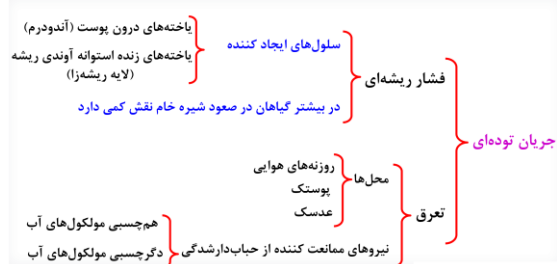 جریان توده‌ای
فشار ریشه‌ای
سلول‌های ایجاد کننده
یاخته‌های درون پوست (آندودرم)
یاخته‌های زنده استوانه آوندی ریشه
(لایه ریشه‌زا)
در بیشتر گیاهان در صعود شیره خام نقش کمی دارد
تعرق
محل‌ها
روزنه‌های هوایی
پوستک
عدسک
نیروهای ممانعت کننده از حباب‌دارشدگی
هم‌چسبی مولکول‌های آب
دگرچسبی مولکول‌های آب